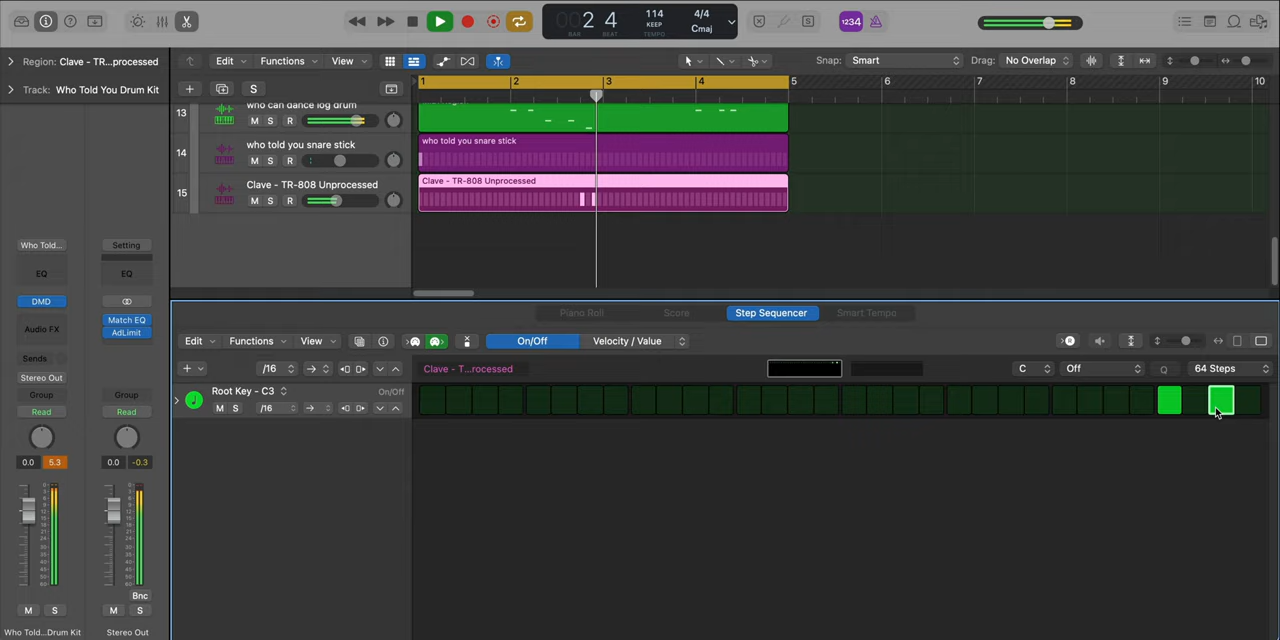 002 4
BAR BEAT
114
KEEP
TEMPO
4/4
Cmaj
S
1234
Region: Clave - TR...processed
Track: Who Told You Drum Kit
Edit
Functions
View
Snap: Smart
Drag: No Overlap
S
1 2 3 4 5 6 7 8 9 10
13
who can dance log drum
M S R
14
who told you snare stick
M S R
who told you snare stick
15
Clave - TR-808 Unprocessed
M S R
Clave - TR-808 Unprocessed
Piano Roll
Score
Step Sequencer
Smart Tempo
Edit
Functions
View
On/Off
Velocity / Value
/16
Clave - T...rocessed
C
Off
64 Steps
Root Key - C3
On/Off
M S
/16
Who Told...
Setting
EQ
EQ
DMD
Match EQ
AdLimit
Audio FX
Sends
Stereo Out
Group
Group
Read
Read
0.0 5.3
0.0 -0.3
Bnc
M S
M S
Who Told...Drum Kit
Stereo Out